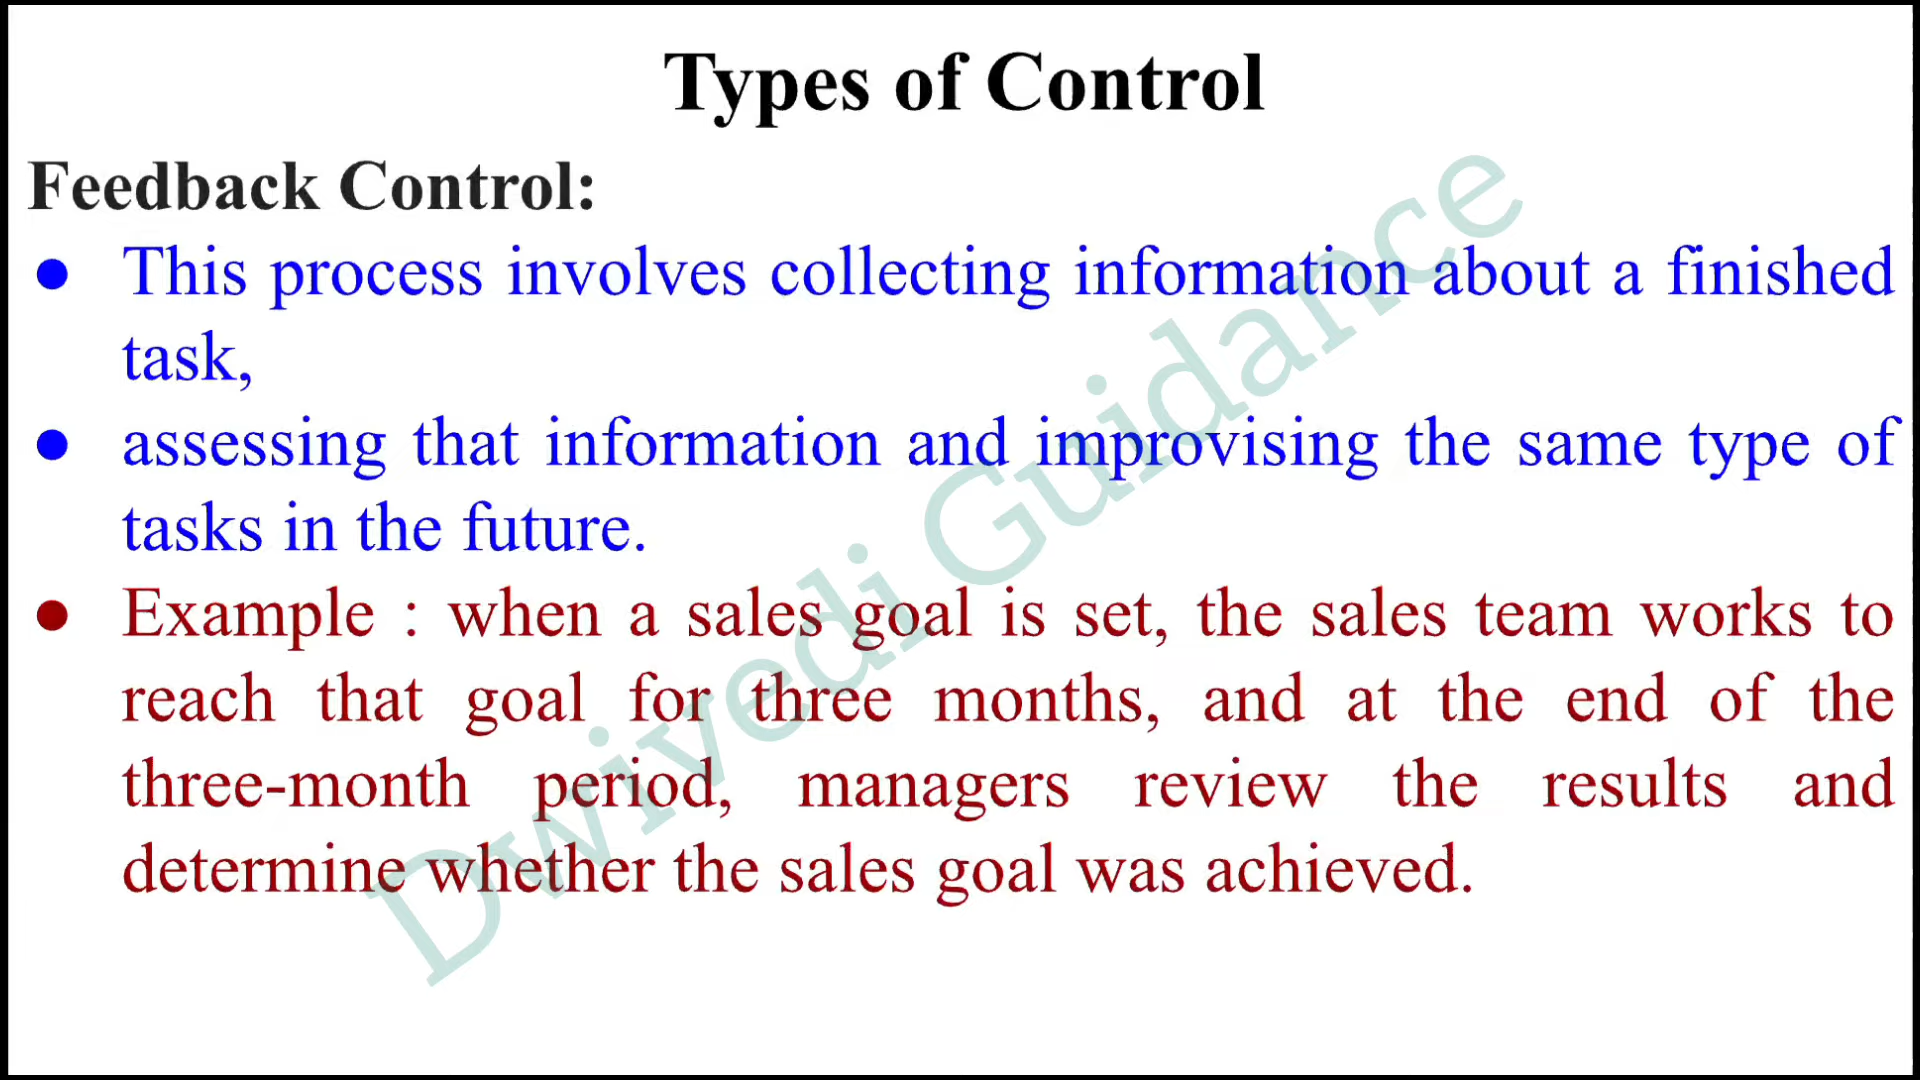 Types of Control
Feedback Control:
● This process involves collecting information about a finished
task,
● assessing that information and improvising the same type of
tasks in the future.
● Example : when a sales goal is set, the sales team works to
reach that goal for three months, and at the end of the
three-month period, managers review the results and
determine whether the sales goal was achieved.
Dwivedi Guidance